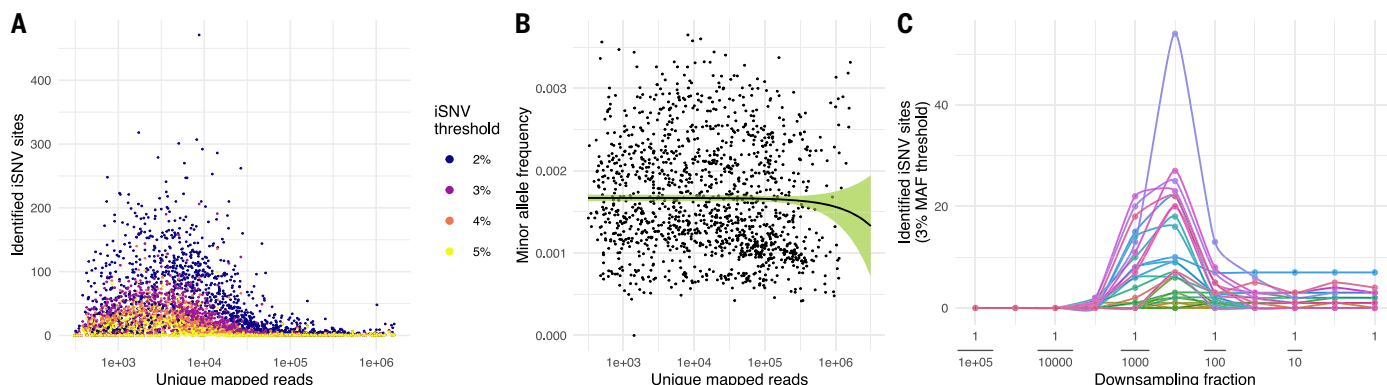 A
Identified iSNV sites
400
300
200
100
0
1e+03
1e+04
1e+05
1e+06
Unique mapped reads
iSNV
threshold
2%
3%
4%
5%
B
Minor allele frequency
0.003
0.002
0.001
0.000
1e+03
1e+04
1e+05
1e+06
Unique mapped reads
C
Identified iSNV sites
(3% MAF threshold)
40
20
0
1
1e+05
1
10000
1
1000
1
100
1
10
1
Downsampling fraction